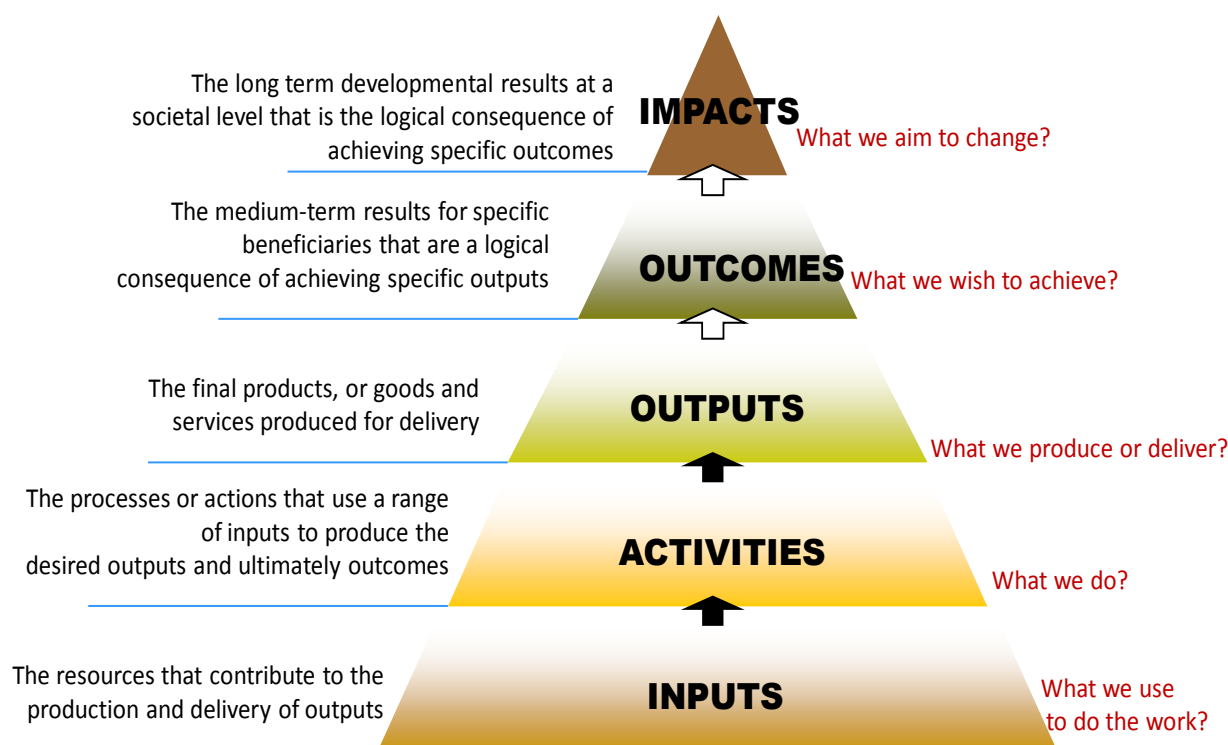 The long term developmental results at a
societal level that is the logical consequence of
achieving specific outcomes
IMPACTS
What we aim to change?
The medium-term results for specific
beneficiaries that are a logical
consequence of achieving specific outputs
OUTCOMES
What we wish to achieve?
The final products, or goods and
services produced for delivery
OUTPUTS
What we produce or deliver?
The processes or actions that use a range
of inputs to produce the
desired outputs and ultimately outcomes
ACTIVITIES
What we do?
The resources that contribute to the
production and delivery of outputs
INPUTS
What we use
to do the work?